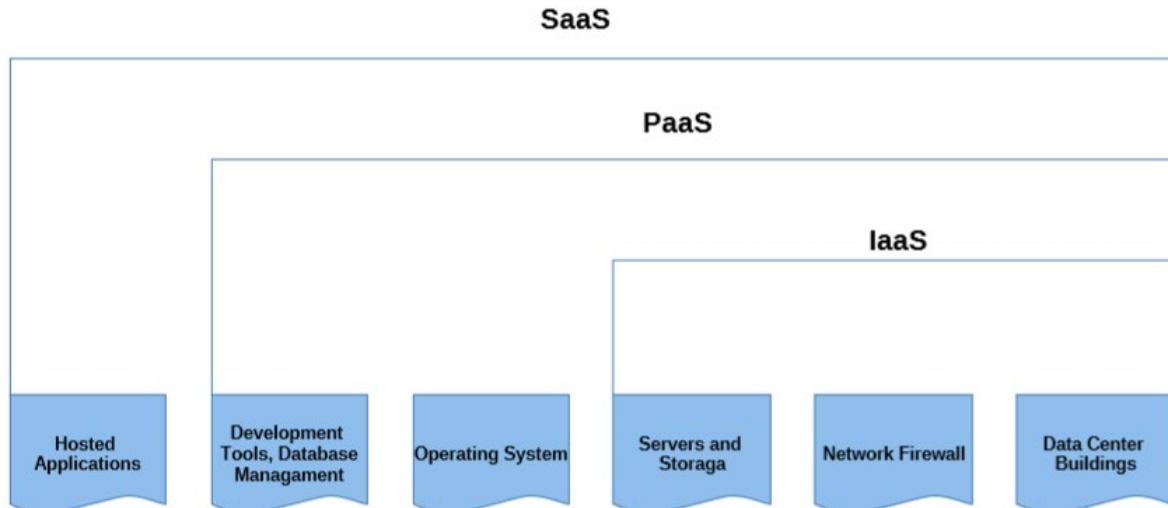 SaaS
PaaS
IaaS
Hosted
Applications
Development
Tools, Database
Managament
Operating System
Servers and
Storaga
Network Firewall
Data Center
Buildings